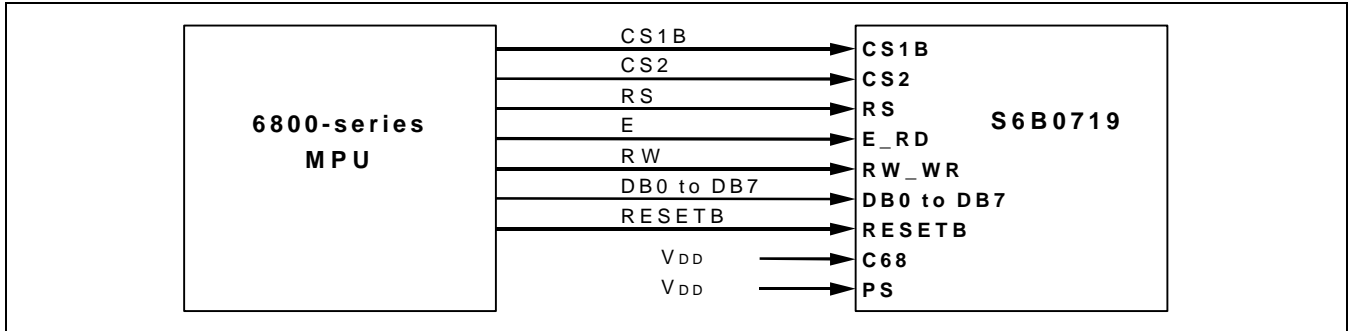 CS1B
CS2
RS
E
RW
DB0 to DB7
RESETB
VDD
VDD
6800-series
MPU
CS1B
CS2
RS
E_RD
RW_WR
DB0 to DB7
RESETB
C68
PS
S6B0719